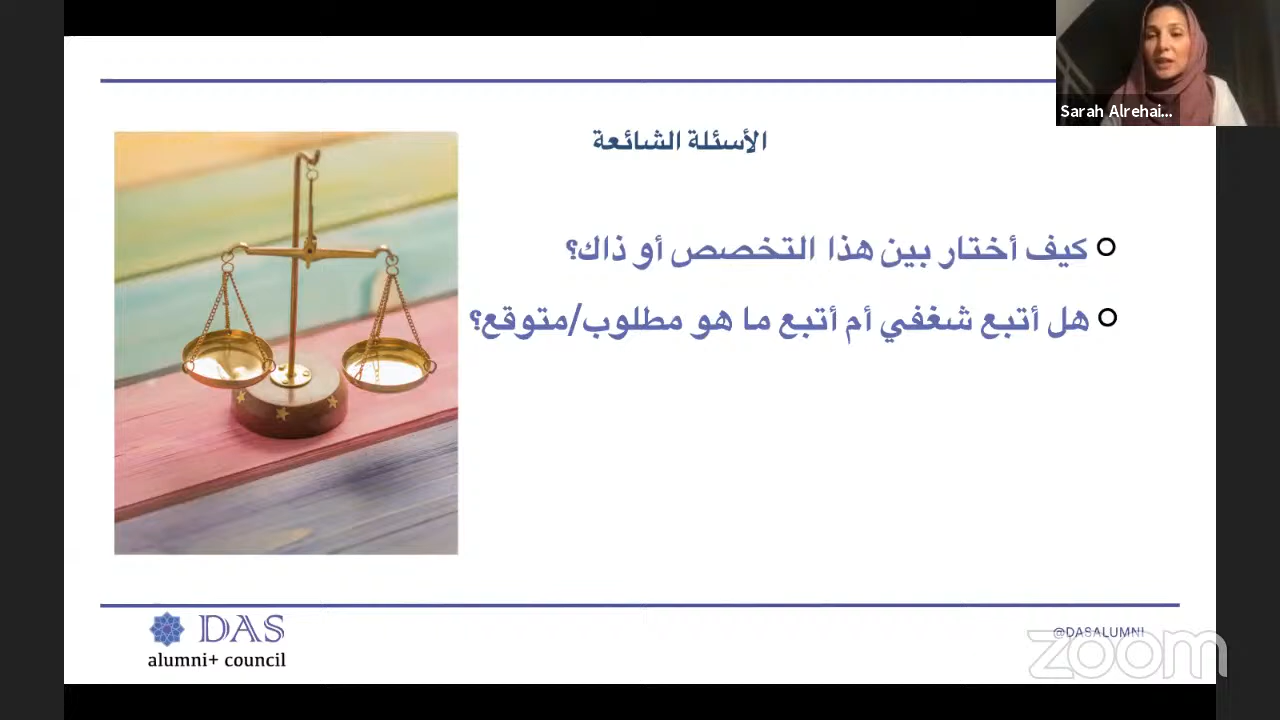 Sarah Alrehai...
الأسئلة الشائعة
كيف أختار بين هذا التخصص أو ذاك؟
هل أتبع شغفي أم أتبع ما هو مطلوب/متوقع؟
DAS
alumni+ council
@DASALUMNI
zoom